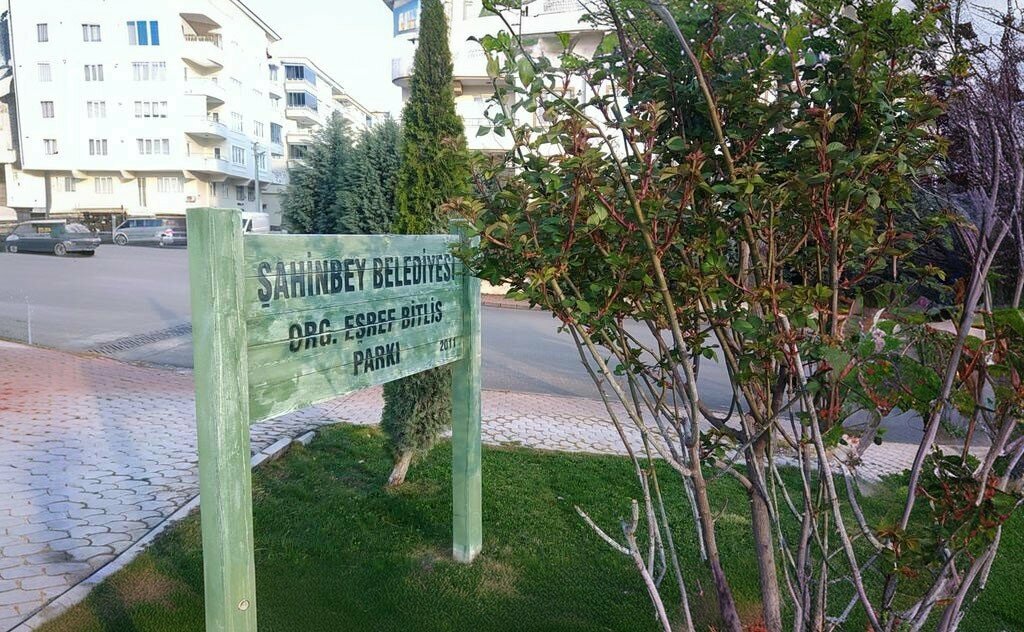 ŞAHİNBEY BELEDİYESİ
ORG. EŞREF BİTLİS
PARKI 2011